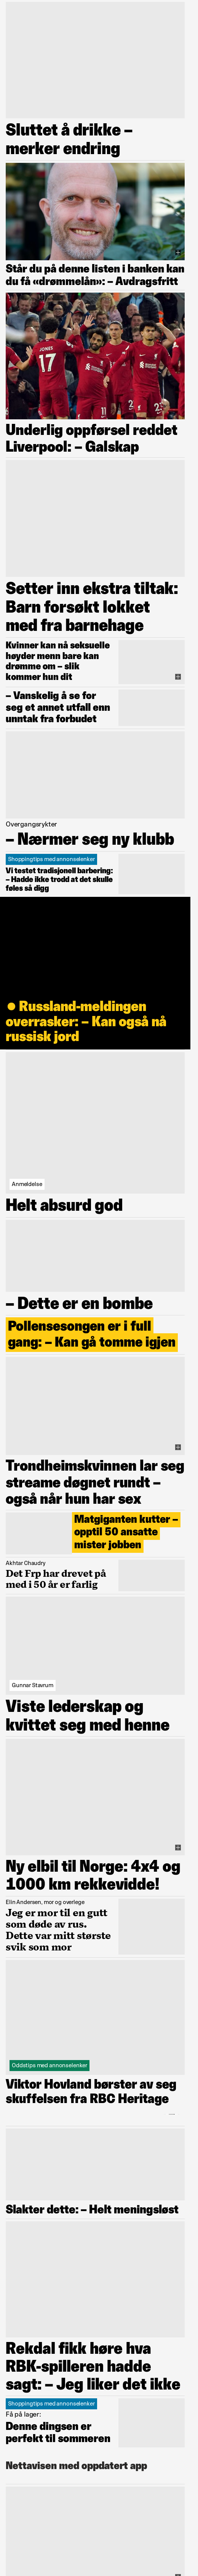 Sluttet å drikke –
merker endring
Står du på denne listen i banken kan
du få «drømmelån»: – Avdragsfritt
JONES
17
Underlig oppførsel reddet
Liverpool: – Galskap
Setter inn ekstra tiltak:
Barn forsøkt lokket
med fra barnehage
Kvinner kan nå seksuelle
høyder menn bare kan
drømme om – slik
kommer hun dit
– Vanskelig å se for
seg et annet utfall enn
unntak fra forbudet
Overgangsrykter
– Nærmer seg ny klubb
Shoppingtips med annonselenker
Vi testet tradisjonell barbering:
– Hadde ikke trodd at det skulle
føles så digg
Russland-meldingen
overrasker: – Kan også nå
russisk jord
Anmeldelse
Helt absurd god
– Dette er en bombe
Pollensesongen er i full
gang: – Kan gå tomme igjen
Trondheimskvinnen lar seg
streame døgnet rundt –
også når hun har sex
Matgiganten kutter –
opptil 50 ansatte
mister jobben
Akhtar Chaudry
Det Frp har drevet på
med i 50 år er farlig
Gunnar Stavrum
Viste lederskap og
kvittet seg med henne
Ny elbil til Norge: 4x4 og
1000 km rekkevidde!
Elin Andersen, mor og overlege
Jeg er mor til en gutt
som døde av rus.
Dette var mitt største
svik som mor
Oddstips med annonselenker
Viktor Hovland børster av seg
skuffelsen fra RBC Heritage
Slakter dette: – Helt meningsløst
Rekdal fikk høre hva
RBK-spilleren hadde
sagt: – Jeg liker det ikke
Shoppingtips med annonselenker
Få på lager:
Denne dingsen er
perfekt til sommeren
Nettavisen med oppdatert app